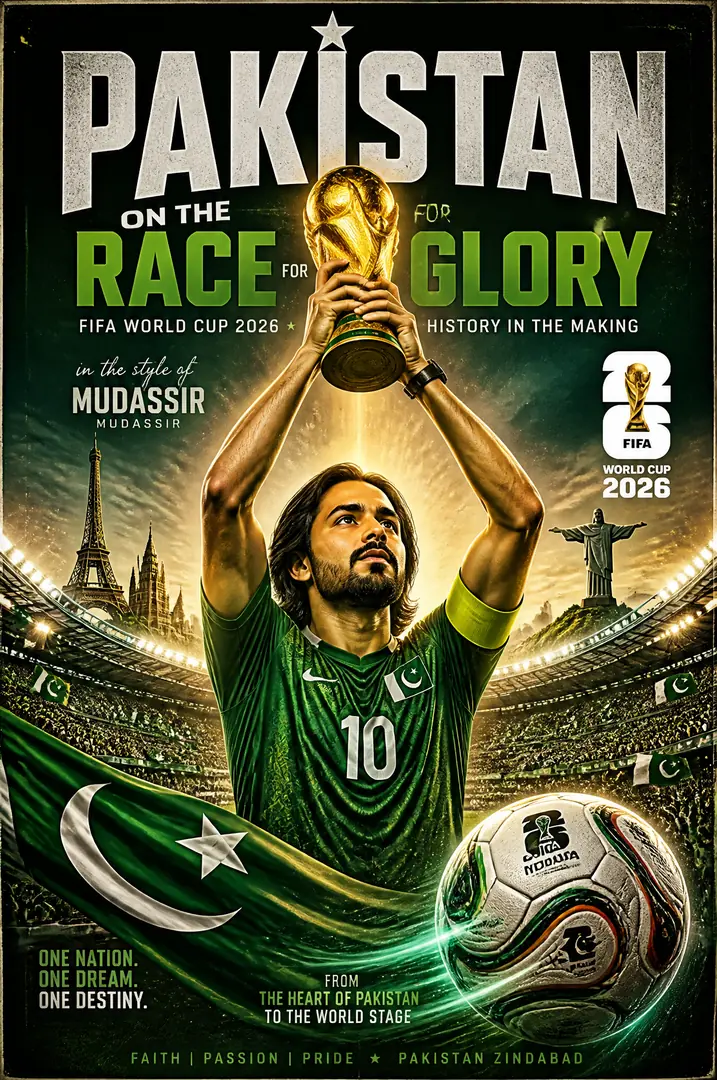 PAKISTAN
ON THE
FOR
RACE FOR GLORY
FIFA WORLD CUP 2026 ★ HISTORY IN THE MAKING
in the style of
MUDASSIR
MUDASSIR
26
FIFA
WORLD CUP
2026
10
ONE NATION.
ONE DREAM.
ONE DESTINY.
FROM
THE HEART OF PAKISTAN
TO THE WORLD STAGE
FAITH | PASSION | PRIDE ★ PAKISTAN ZINDABAD